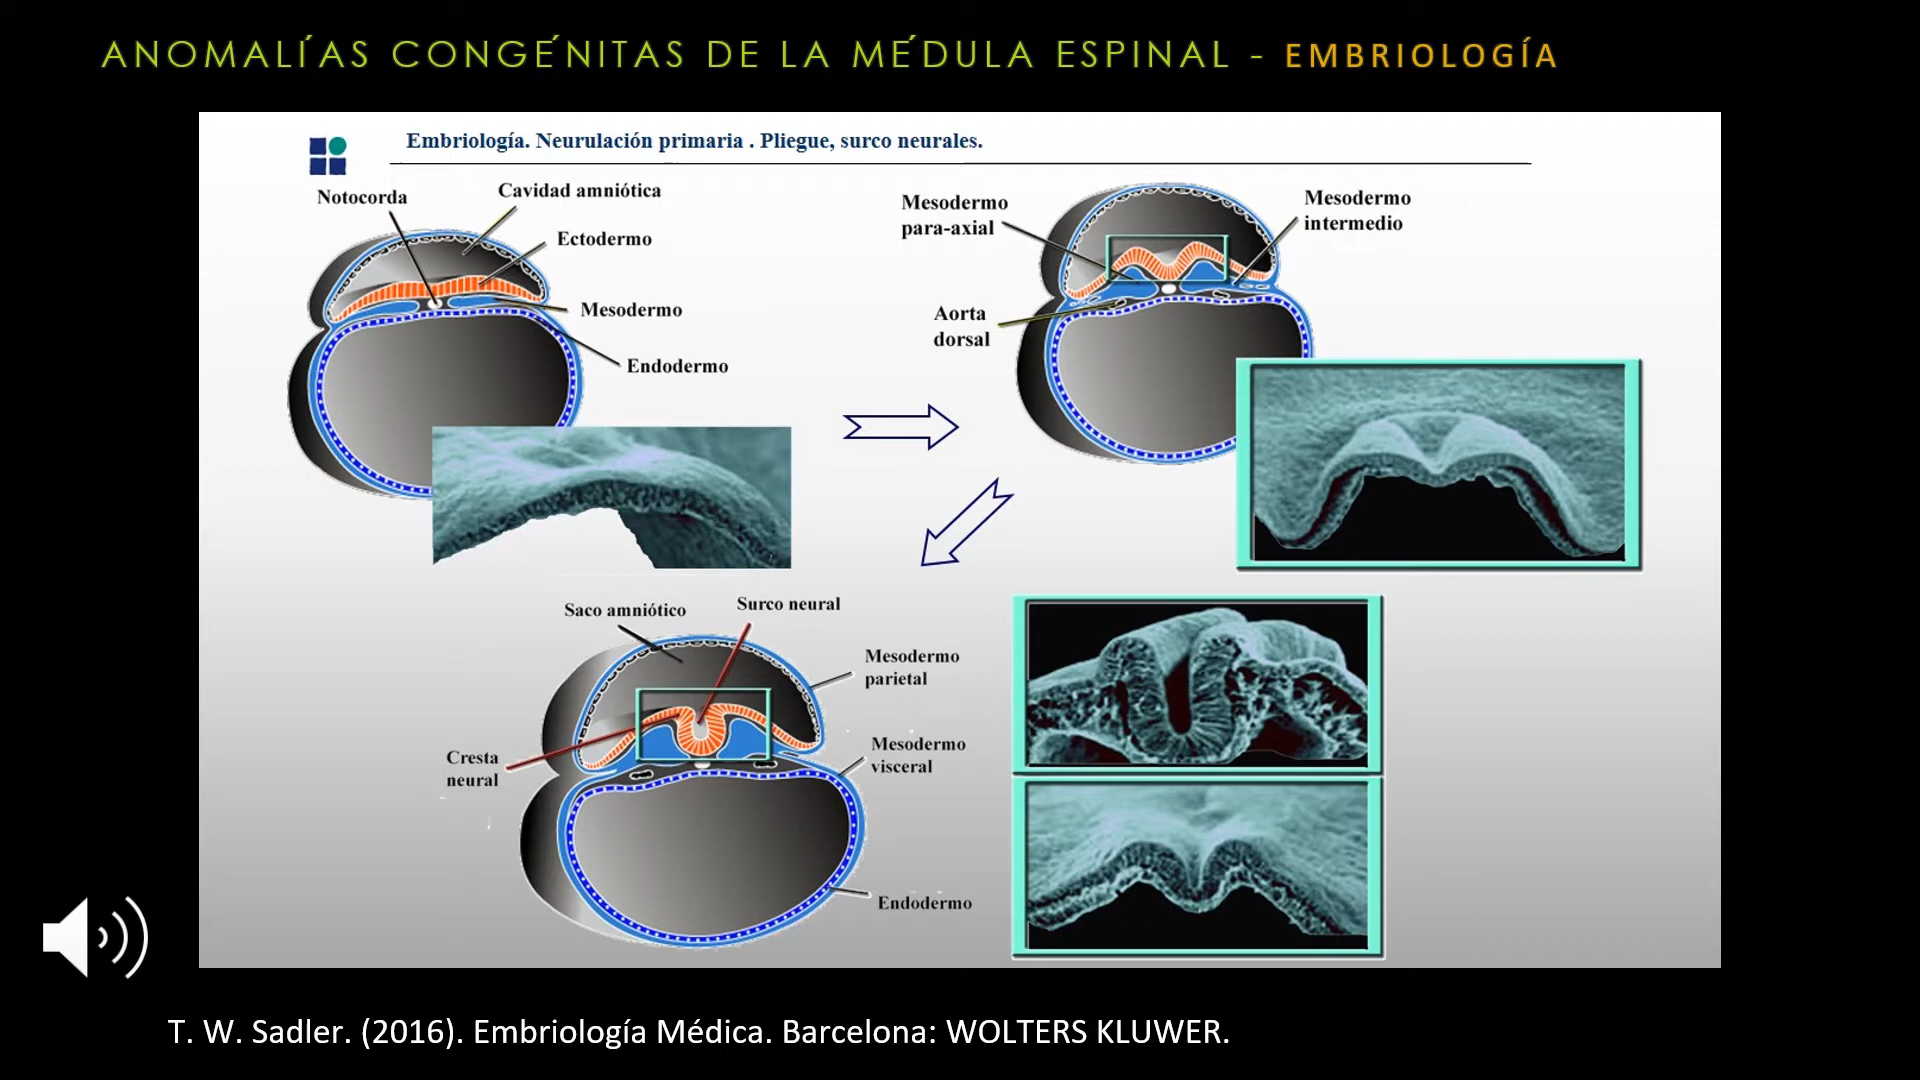 ANOMALÍAS CONGÉNITAS DE LA MÉDULA ESPINAL - EMBRIOLOGÍA
Embriología. Neurulación primaria . Pliegue, surco neurales.
Notocorda
Cavidad amniótica
Ectodermo
Mesodermo
Endodermo
Mesodermo
para-axial
Mesodermo
intermedio
Aorta
dorsal
Saco amniótico
Surco neural
Mesodermo
parietal
Cresta
neural
Mesodermo
visceral
Endodermo
T. W. Sadler. (2016). Embriología Médica. Barcelona: WOLTERS KLUWER.